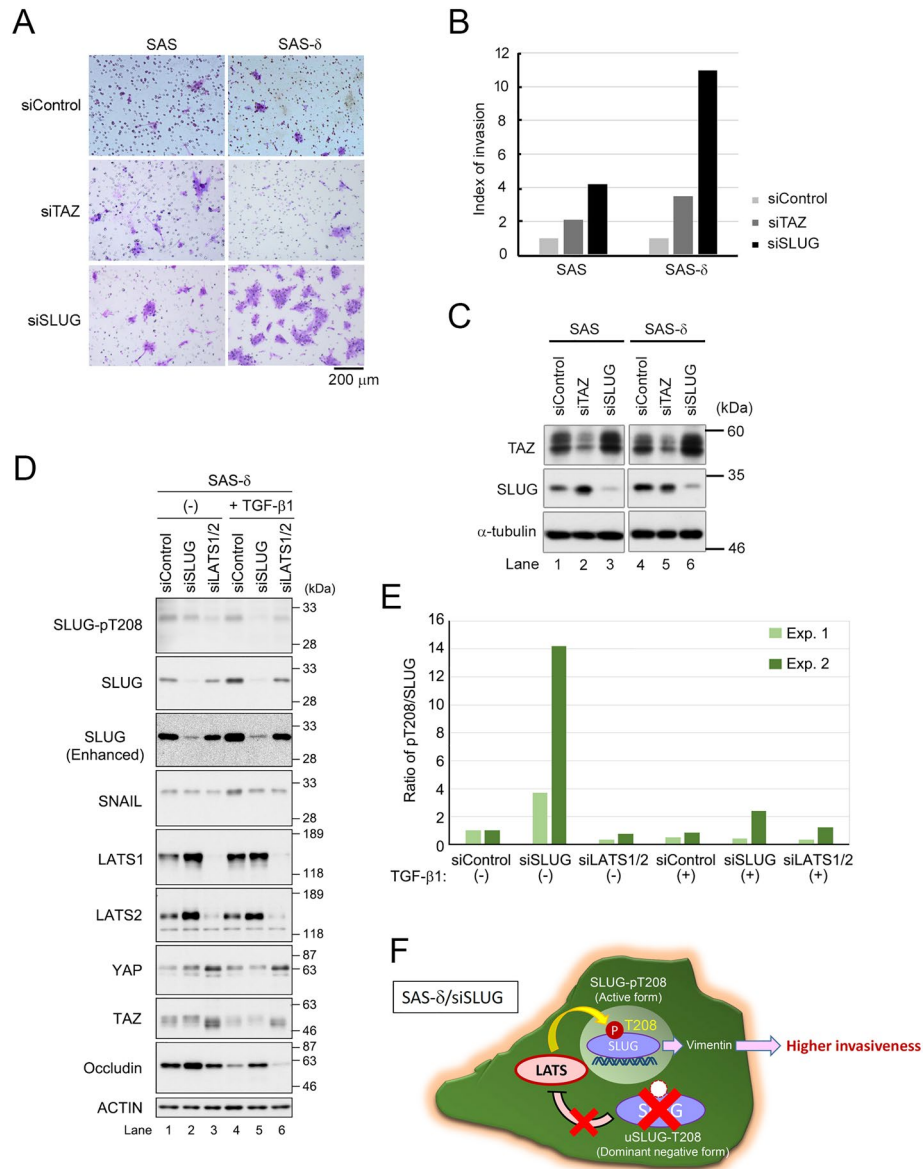 A
SAS
SAS-δ
siControl
siTAZ
siSLUG
200 μm
B
12
10
8
6
4
2
0
Index of invasion
SAS
SAS-δ
siControl
siTAZ
siSLUG
C
SAS
SAS-δ
siControl
siTAZ
siSLUG
siControl
siTAZ
siSLUG
(kDa)
TAZ
60
SLUG
35
α-tubulin
46
Lane 1 2 3 4 5 6
D
SAS-δ
(-)
+ TGF-β1
siControl
siSLUG
siLATS1/2
siControl
siSLUG
siLATS1/2
(kDa)
SLUG-pT208
33
28
SLUG
33
28
SLUG
(Enhanced)
33
28
SNAIL
33
28
LATS1
189
118
LATS2
189
118
YAP
87
63
TAZ
63
46
Occludin
87
63
46
ACTIN
Lane 1 2 3 4 5 6
E
16
14
12
10
8
6
4
2
0
Ratio of pT208/SLUG
Exp. 1
Exp. 2
siControl siSLUG siLATS1/2 siControl siSLUG siLATS1/2
TGF-β1: (-) (-) (-) (+) (+) (+)
F
SAS-δ/siSLUG
SLUG-pT208
(Active form)
P T208
SLUG
Vimentin
Higher invasiveness
LATS
uSLUG-T208
(Dominant negative form)